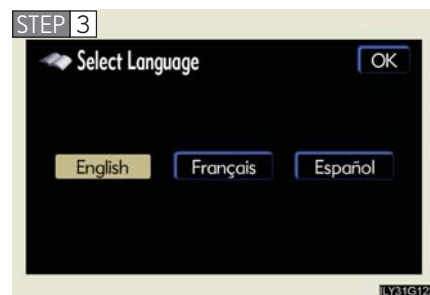 STEP 3
Select Language
OK
English Français Español
ILY31G12